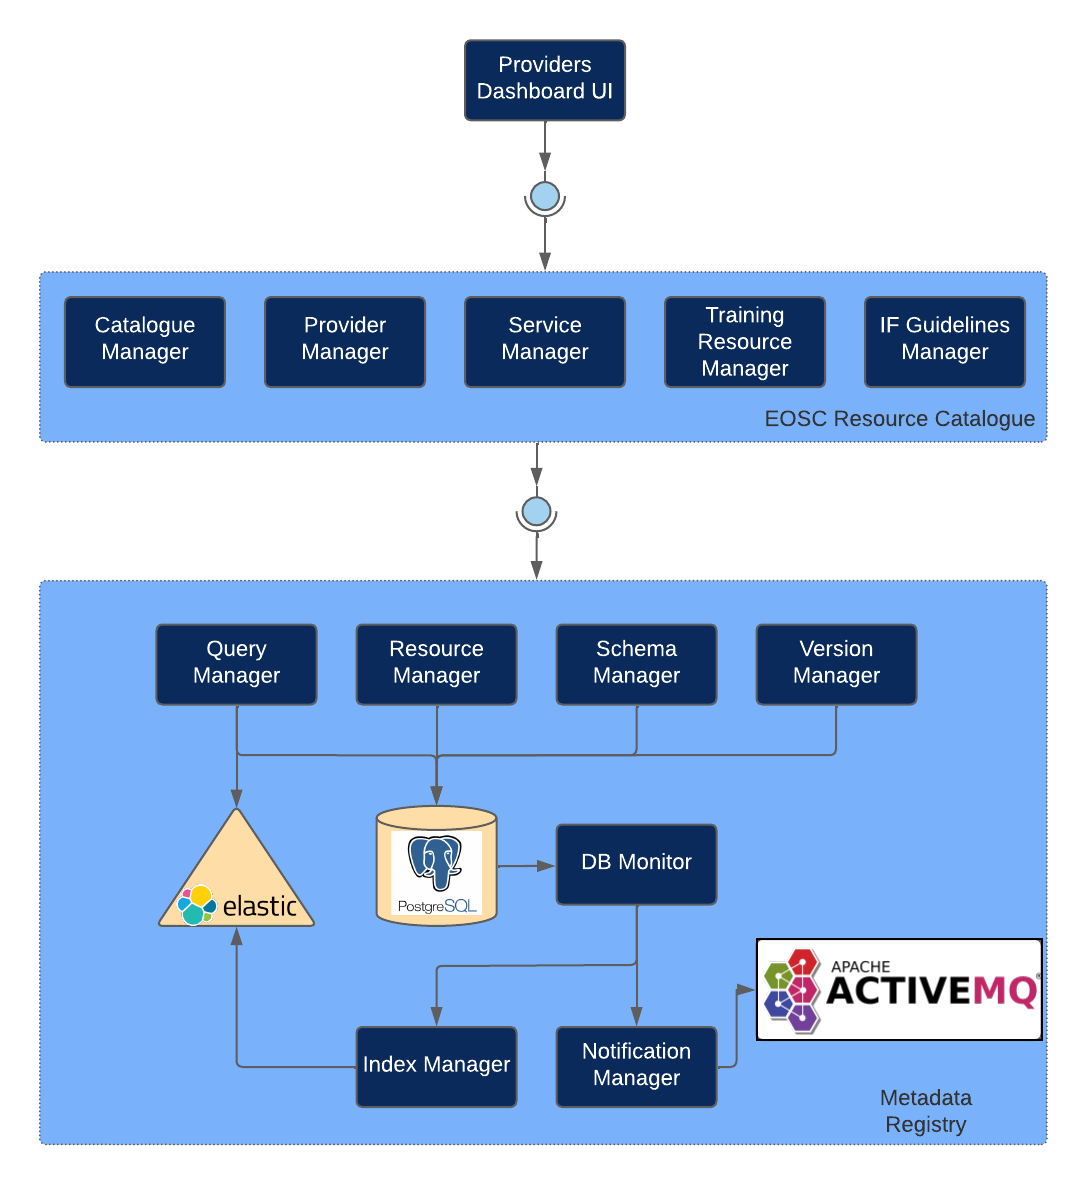 Providers
Dashboard UI
Catalogue
Manager
Provider
Manager
Service
Manager
Training
Resource
Manager
IF Guidelines
Manager
EOSC Resource Catalogue
Query
Manager
Resource
Manager
Schema
Manager
Version
Manager
elastic
PostgreSQL
DB Monitor
APACHE
ACTIVEMQ
Index Manager
Notification
Manager
Metadata
Registry